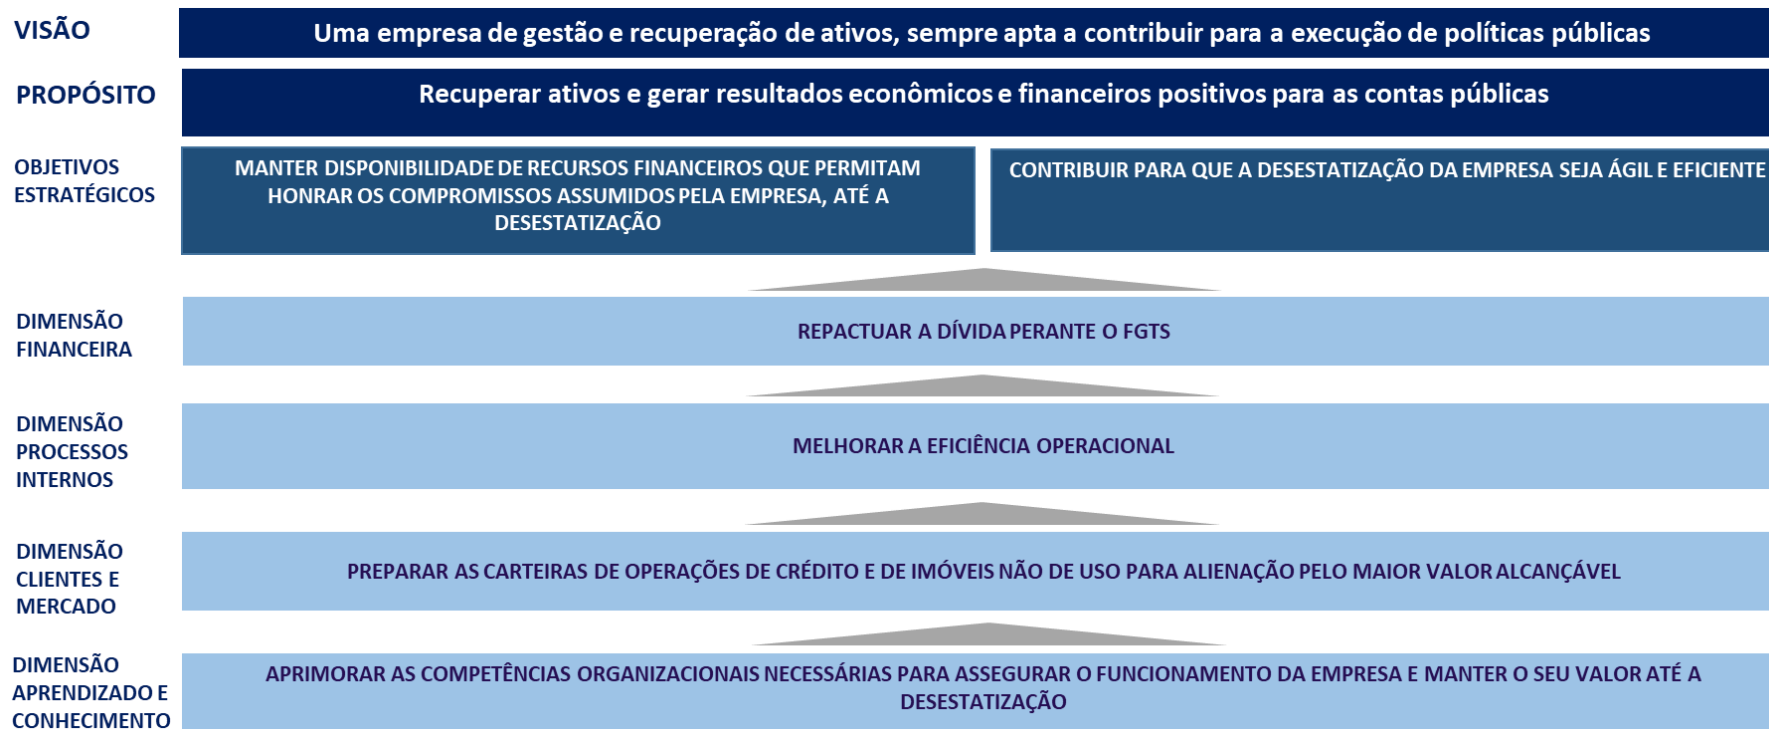 VISÃO
Uma empresa de gestão e recuperação de ativos, sempre apta a contribuir para a execução de políticas públicas
PROPÓSITO
Recuperar ativos e gerar resultados econômicos e financeiros positivos para as contas públicas
OBJETIVOS
ESTRATÉGICOS
MANTER DISPONIBILIDADE DE RECURSOS FINANCEIROS QUE PERMITAM
HONRAR OS COMPROMISSOS ASSUMIDOS PELA EMPRESA, ATÉ A
DESESTATIZAÇÃO
CONTRIBUIR PARA QUE A DESESTATIZAÇÃO DA EMPRESA SEJA ÁGIL E EFICIENTE
DIMENSÃO
FINANCEIRA
REPACTUAR A DÍVIDA PERANTE O FGTS
DIMENSÃO
PROCESSOS
INTERNOS
MELHORAR A EFICIÊNCIA OPERACIONAL
DIMENSÃO
CLIENTES E
MERCADO
PREPARAR AS CARTEIRAS DE OPERAÇÕES DE CRÉDITO E DE IMÓVEIS NÃO DE USO PARA ALIENAÇÃO PELO MAIOR VALOR ALCANÇÁVEL
DIMENSÃO
APRENDIZADO E
CONHECIMENTO
APRIMORAR AS COMPETÊNCIAS ORGANIZACIONAIS NECESSÁRIAS PARA ASSEGURAR O FUNCIONAMENTO DA EMPRESA E MANTER O SEU VALOR ATÉ A
DESESTATIZAÇÃO